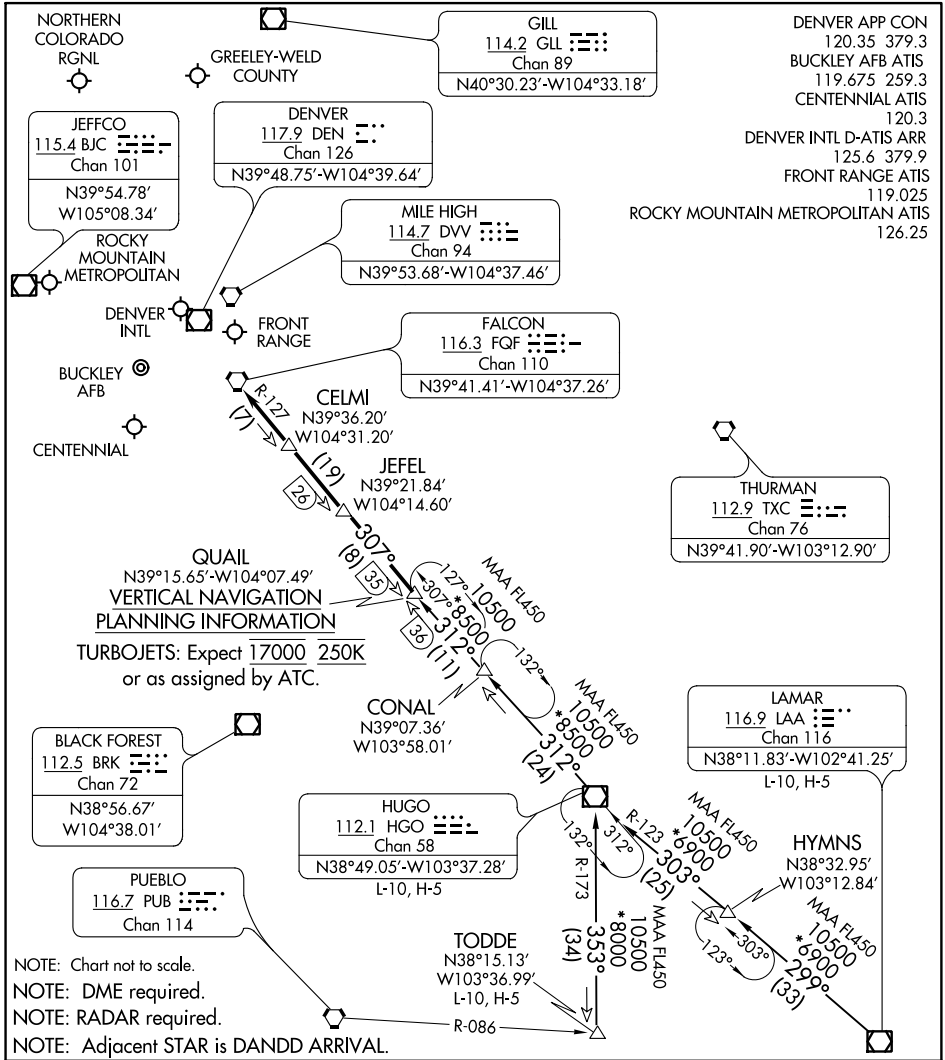 NORTHERN
COLORADO
RGNL
GREELEY-WELD
COUNTY
GILL
114.2 GLL
Chan 89
N40°30.23'-W104°33.18'
DENVER APP CON
120.35 379.3
BUCKLEY AFB ATIS
119.675 259.3
CENTENNIAL ATIS
120.3
DENVER INTL D-ATIS ARR
125.6 379.9
FRONT RANGE ATIS
119.025
ROCKY MOUNTAIN METROPOLITAN ATIS
126.25
JEFFCO
115.4 BJC
Chan 101
N39°54.78'
W105°08.34'
DENVER
117.9 DEN
Chan 126
N39°48.75'-W104°39.64'
MILE HIGH
114.7 DVV
Chan 94
N39°53.68'-W104°37.46'
ROCKY
MOUNTAIN
METROPOLITAN
DENVER
INTL
FRONT
RANGE
FALCON
116.3 FQF
Chan 110
N39°41.41'-W104°37.26'
BUCKLEY
AFB
CENTENNIAL
R-127
(7)
CELMI
N39°36.20'
W104°31.20'
(19)
26
JEFEL
N39°21.84'
W104°14.60'
THURMAN
112.9 TXC
Chan 76
N39°41.90'-W103°12.90'
307°
(8)
35
QUAIL
N39°15.65'-W104°07.49'
VERTICAL NAVIGATION
PLANNING INFORMATION
TURBOJETS: Expect 17000 250K
or as assigned by ATC.
127°
307°
MAA FL450
10500
*8500
312°
(11)
36
132°
CONAL
N39°07.36'
W103°58.01'
MAA FL450
10500
*8500
312°
(24)
LAMAR
116.9 LAA
Chan 116
N38°11.83'-W102°41.25'
L-10, H-5
BLACK FOREST
112.5 BRK
Chan 72
N38°56.67'
W104°38.01'
HUGO
112.1 HGO
Chan 58
N38°49.05'-W103°37.28'
L-10, H-5
132°
312°
R-123
MAA FL450
10500
*6900
303°
(25)
HYMNS
N38°32.95'
W103°12.84'
R-173
MAA FL450
10500
*8000
353°
(34)
123°
303°
MAA FL450
10500
*6900
299°
(33)
PUEBLO
116.7 PUB
Chan 114
TODDE
N38°15.13'
W103°36.99'
L-10, H-5
R-086
NOTE: Chart not to scale.
NOTE: DME required.
NOTE: RADAR required.
NOTE: Adjacent STAR is DANDD ARRIVAL.